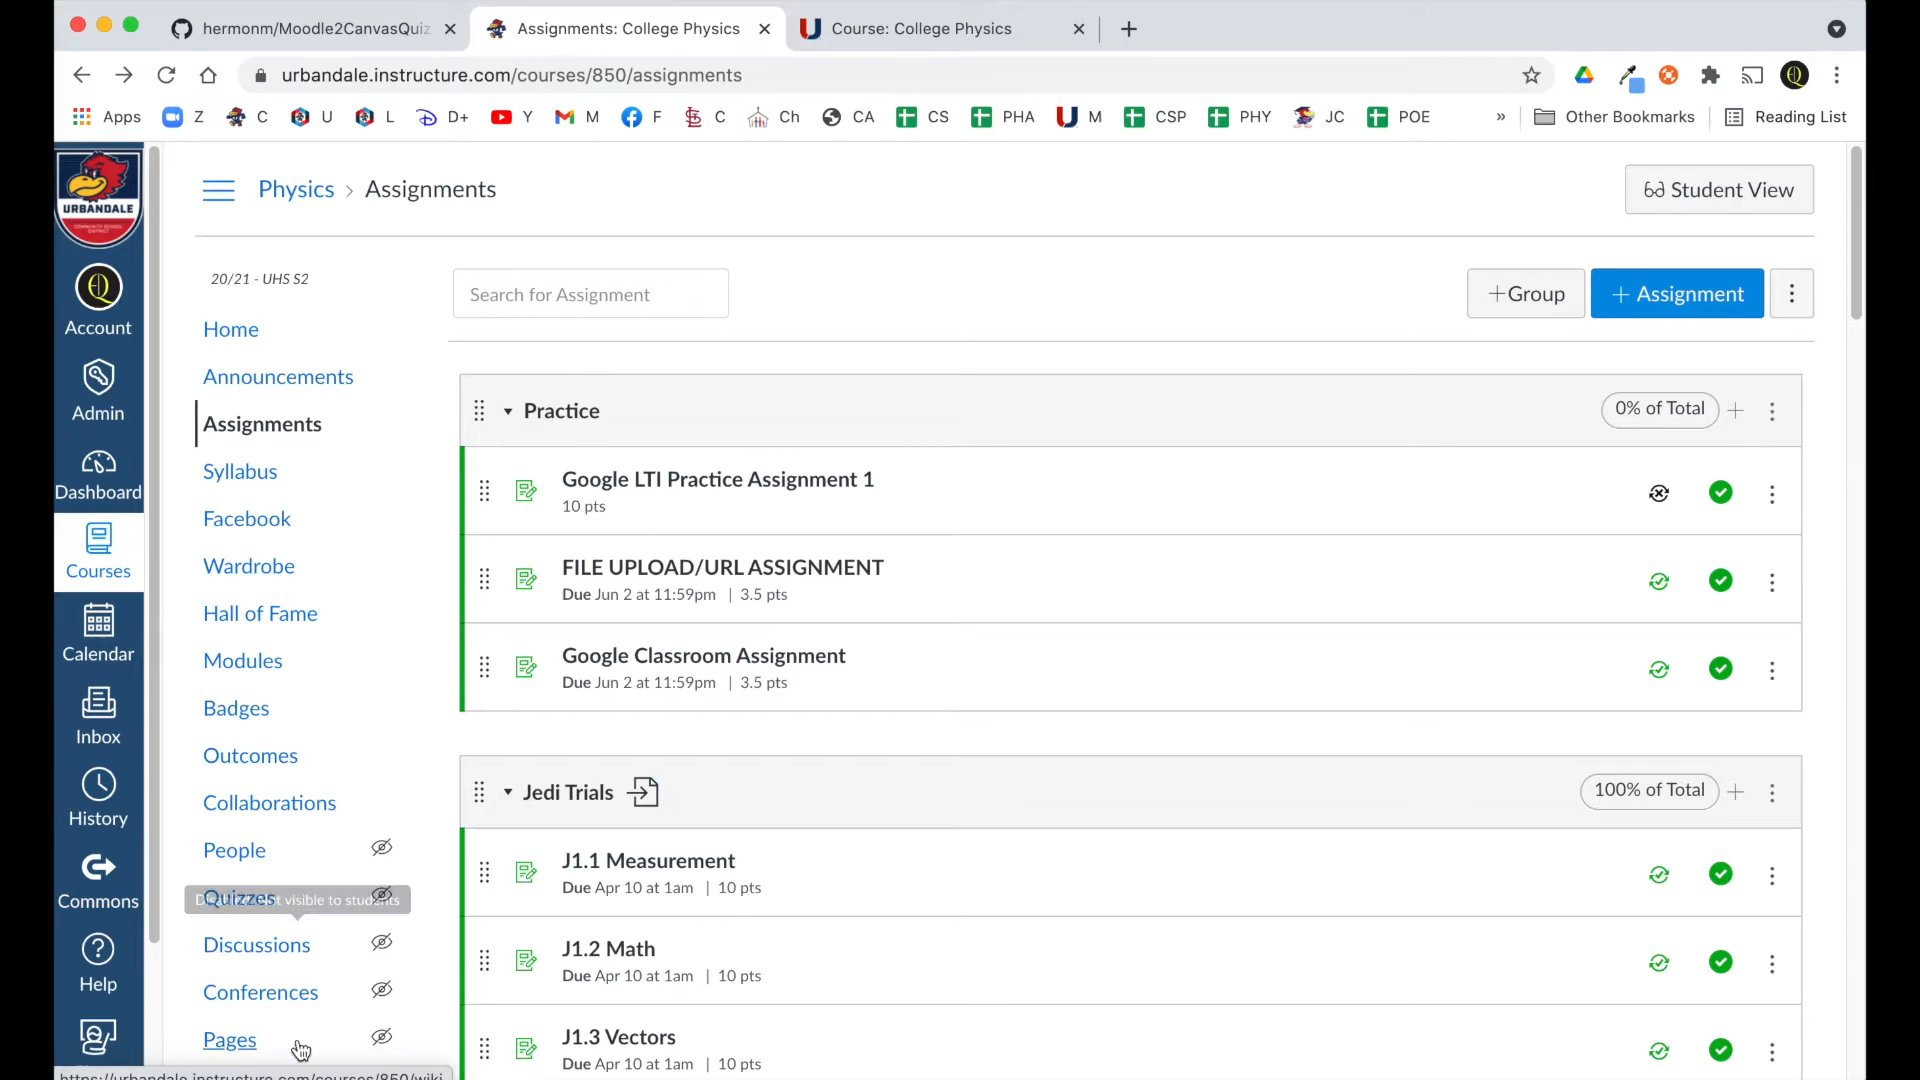 hermonm/Moodle2CanvasQuiz
Assignments: College Physics
Course: College Physics
urbandale.instructure.com/courses/850/assignments
Apps
Z
C
U
L
D+
Y
M
F
C
Ch
CA
CS
PHA
M
CSP
PHY
JC
POE
»
Other Bookmarks
Reading List
URBANDALE
Physics › Assignments
Student View
Account
Admin
Dashboard
Courses
Calendar
Inbox
History
Commons
Help
20/21 - UHS S2
Home
Announcements
Assignments
Syllabus
Facebook
Wardrobe
Hall of Fame
Modules
Badges
Outcomes
Collaborations
People
Quizzes
visible to students
Discussions
Conferences
Pages
https://urbandale.instructure.com/courses/850/wiki
Search for Assignment
+Group
+ Assignment
Practice
0% of Total
Google LTI Practice Assignment 1
10 pts
FILE UPLOAD/URL ASSIGNMENT
Due Jun 2 at 11:59pm | 3.5 pts
Google Classroom Assignment
Due Jun 2 at 11:59pm | 3.5 pts
Jedi Trials
100% of Total
J1.1 Measurement
Due Apr 10 at 1am | 10 pts
J1.2 Math
Due Apr 10 at 1am | 10 pts
J1.3 Vectors
Due Apr 10 at 1am | 10 pts